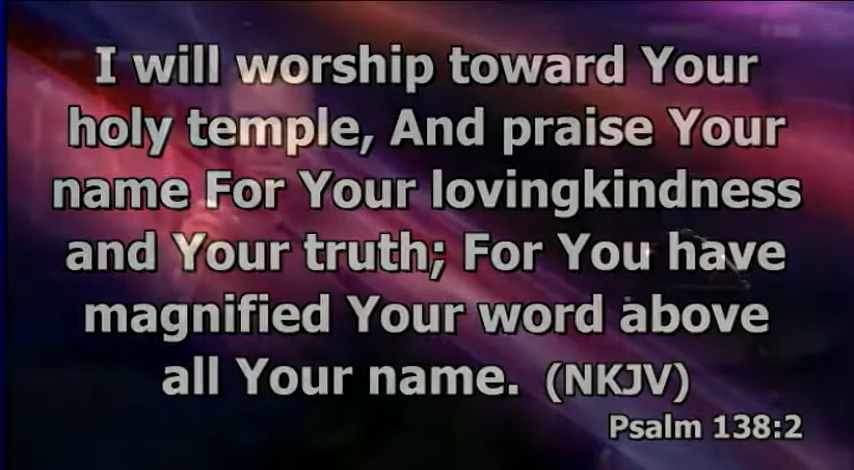 I will worship toward Your
holy temple, And praise Your
name For Your lovingkindness
and Your truth; For You have
magnified Your word above
all Your name. (NKJV)
Psalm 138:2